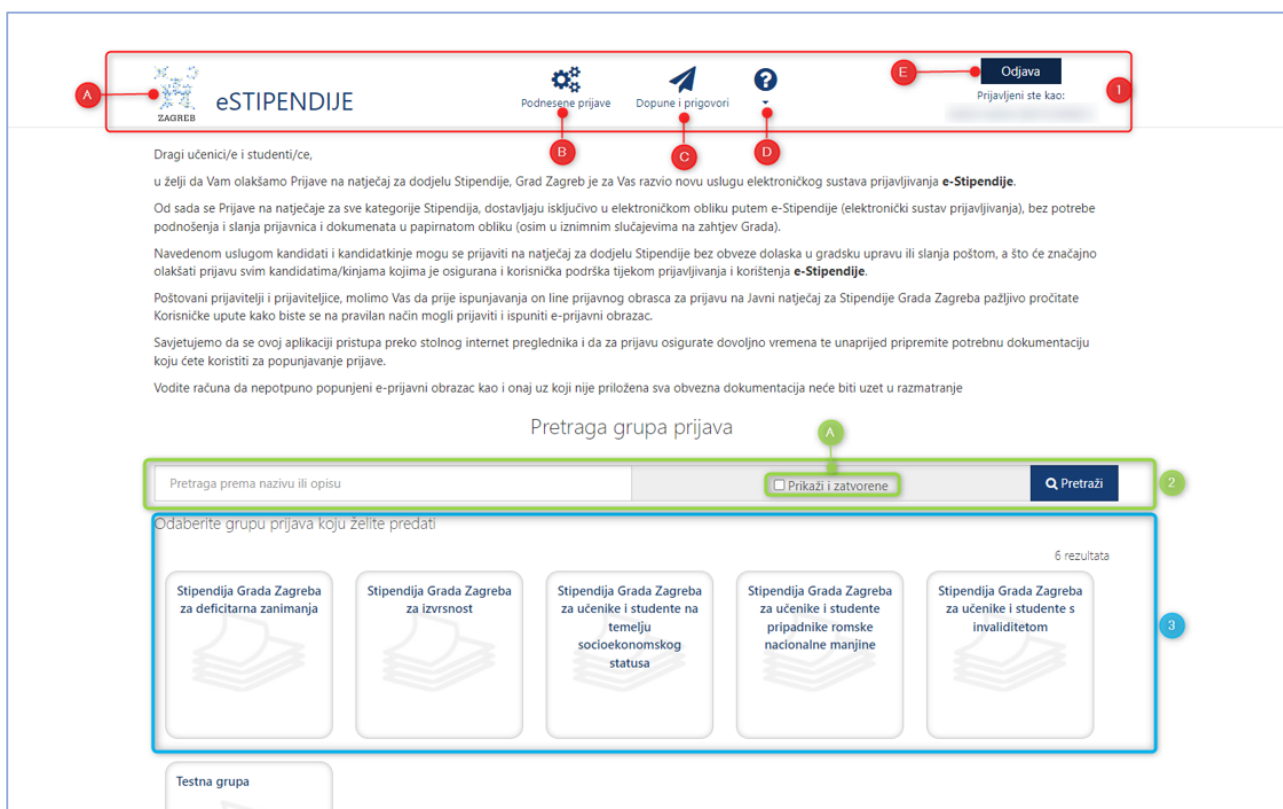 A
ZAGREB
eSTIPENDIJE
Podnesene prijave
Dopune i prigovori
?
E
Odjava
Prijavljeni ste kao:
1
B
C
D
Dragi učenici/e i studenti/ce,
u želji da Vam olakšamo Prijave na natječaj za dodjelu Stipendije, Grad Zagreb je za Vas razvio novu uslugu elektroničkog sustava prijavljivanja e-Stipendije.
Od sada se Prijave na natječaje za sve kategorije Stipendija, dostavljaju isključivo u elektroničkom obliku putem e-Stipendije (elektronički sustav prijavljivanja), bez potrebe
podnošenja i slanja prijavnica i dokumenata u papirnatom obliku (osim u iznimnim slučajevima na zahtjev Grada).
Navedenom uslugom kandidati i kandidatkinje mogu se prijaviti na natječaj za dodjelu Stipendije bez obveze dolaska u gradsku upravu ili slanja poštom, a što će značajno
olakšati prijavu svim kandidatima/kinjama kojima je osigurana i korisnička podrška tijekom prijavljivanja i korištenja e-Stipendije.
Poštovani prijavitelji i prijaviteljice, molimo Vas da prije ispunjavanja on line prijavnog obrasca za prijavu na Javni natječaj za Stipendije Grada Zagreba pažljivo pročitate
Korisničke upute kako biste se na pravilan način mogli prijaviti i ispuniti e-prijavni obrazac.
Savjetujemo da se ovoj aplikaciji pristupa preko stolnog internet preglednika i da za prijavu osigurate dovoljno vremena te unaprijed pripremite potrebnu dokumentaciju
koju ćete koristiti za popunjavanje prijave.
Vodite računa da nepotpuno popunjeni e-prijavni obrazac kao i onaj uz koji nije priložena sva obvezna dokumentacija neće biti uzet u razmatranje
Pretraga grupa prijava
A
Pretraga prema nazivu ili opisu
Prikaži i zatvorene
Pretraži
2
Odaberite grupu prijava koju želite predati
6 rezultata
Stipendija Grada Zagreba
za deficitarna zanimanja
Stipendija Grada Zagreba
za izvrsnost
Stipendija Grada Zagreba
za učenike i studente na
temelju
socioekonomskog
statusa
Stipendija Grada Zagreba
za učenike i studente
pripadnike romske
nacionalne manjine
Stipendija Grada Zagreba
za učenike i studente s
invaliditetom
3
Testna grupa